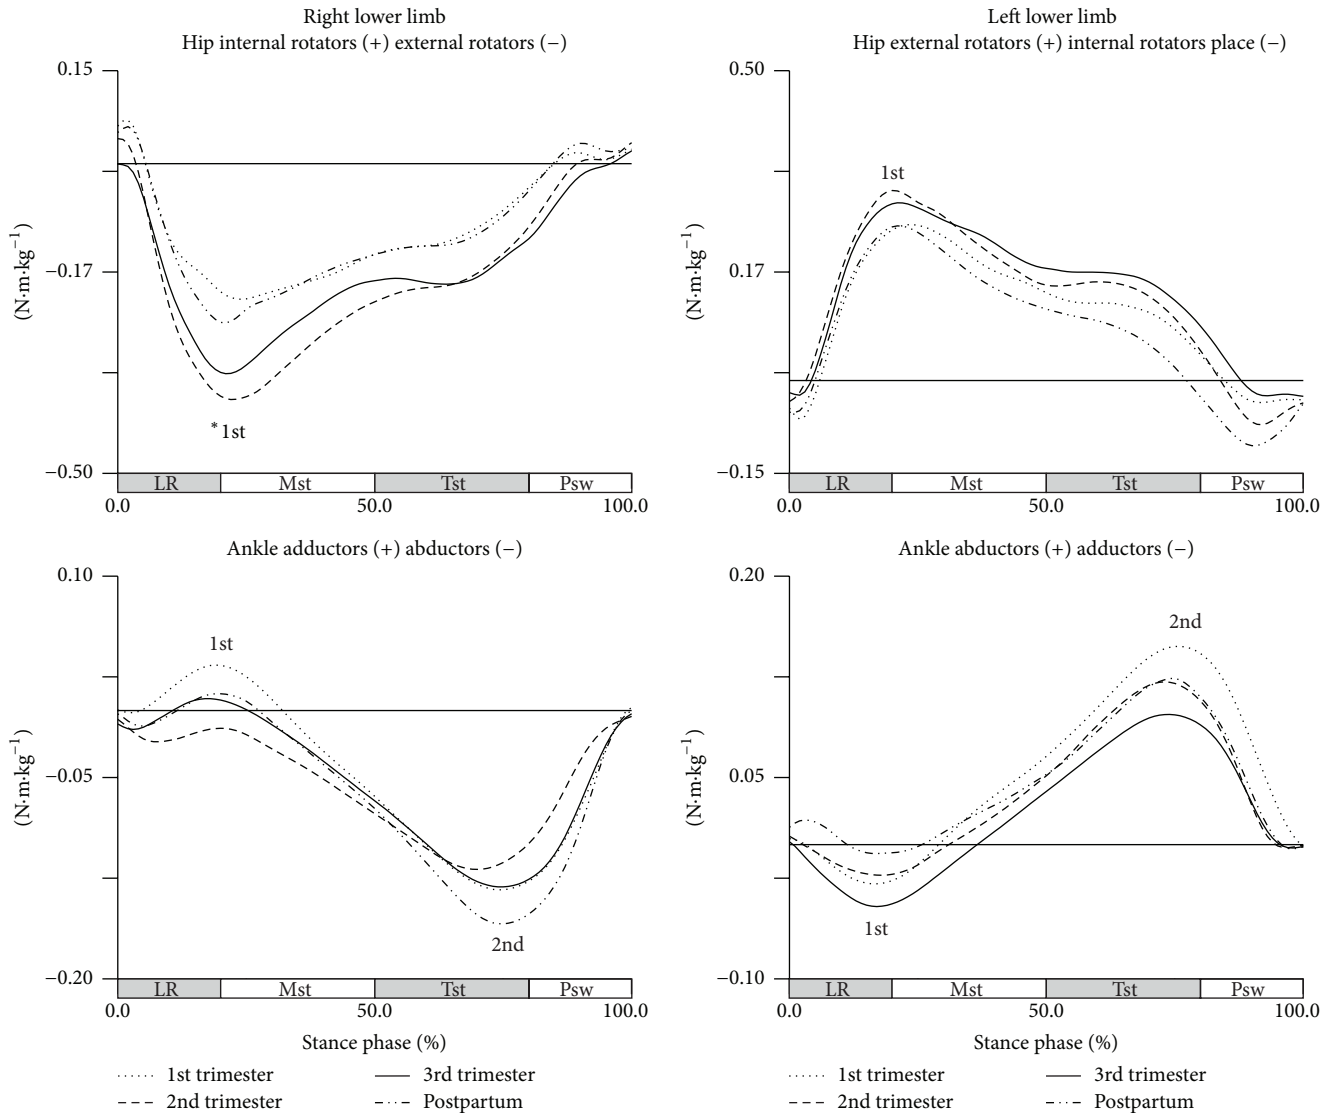 Right lower limb
Hip internal rotators (+) external rotators (−)
0.15
−0.17
−0.50
(N·m·kg⁻¹)
*1st
LR Mst Tst Psw
0.0 50.0 100.0
Left lower limb
Hip external rotators (+) internal rotators place (−)
0.50
0.17
−0.15
(N·m·kg⁻¹)
1st
LR Mst Tst Psw
0.0 50.0 100.0
Ankle adductors (+) abductors (−)
0.10
−0.05
−0.20
(N·m·kg⁻¹)
1st
2nd
LR Mst Tst Psw
0.0 50.0 100.0
Stance phase (%)
1st trimester
2nd trimester
3rd trimester
Postpartum
Ankle abductors (+) adductors (−)
0.20
0.05
−0.10
(N·m·kg⁻¹)
2nd
1st
LR Mst Tst Psw
0.0 50.0 100.0
Stance phase (%)
1st trimester
2nd trimester
3rd trimester
Postpartum